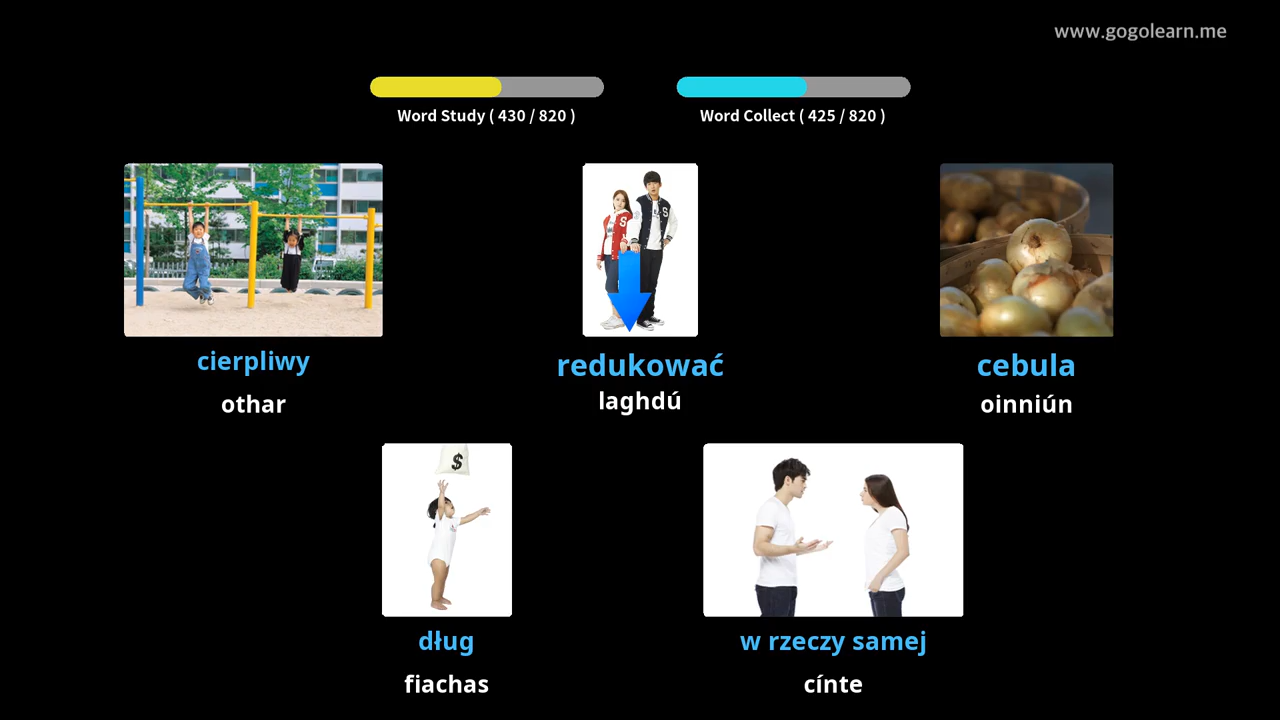 www.gogolearn.me
Word Study ( 430 / 820 )
Word Collect ( 425 / 820 )
cierpliwy
othar
redukować
laghdú
cebula
oinniún
$
dług
fiachas
w rzeczy samej
cínte